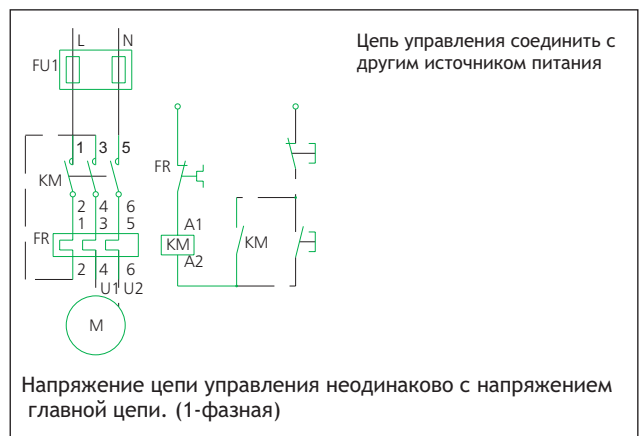 L N
Цепь управления соединить с
другим источником питания
FU1
1 3 5
FR
KM
2 4 6
1 3 5
A1
FR
KM
KM
A2
2 4 6
U1 U2
M
Напряжение цепи управления неодинаково с напряжением
главной цепи. (1-фазная)